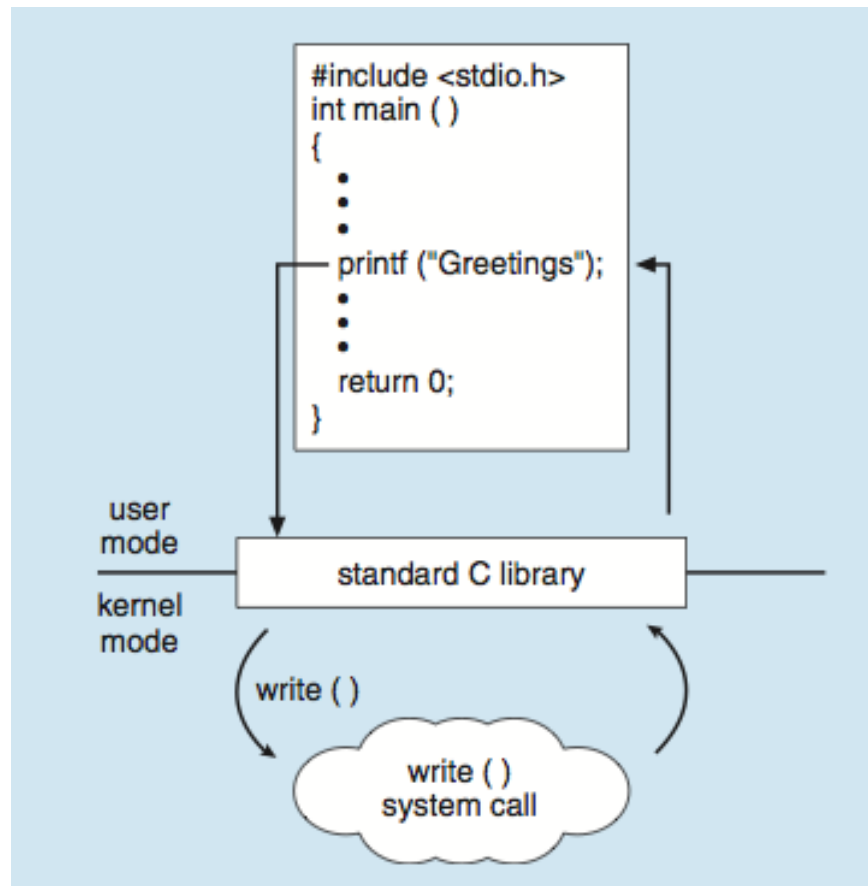 #include <stdio.h>
int main ( )
{
•
•
•
printf ("Greetings");
•
•
•
return 0;
}
user
mode
standard C library
kernel
mode
write ( )
write ( )
system call